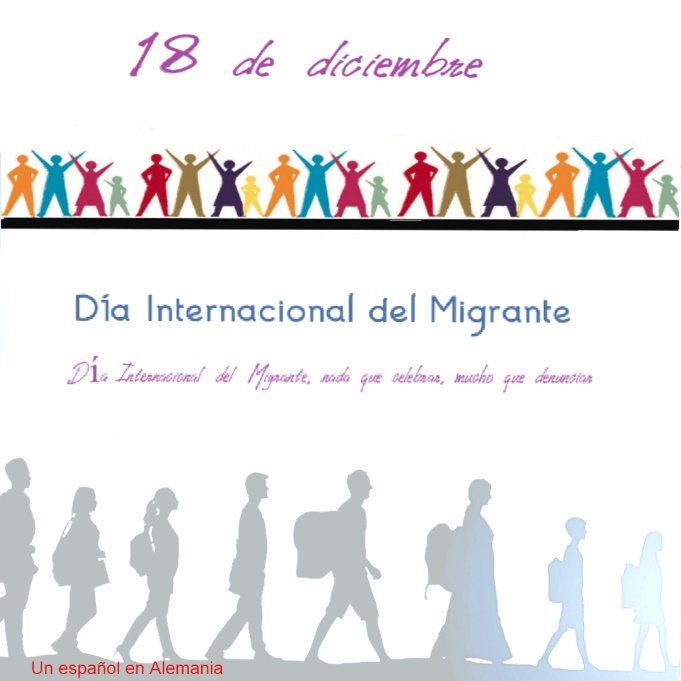 18 de diciembre
Día Internacional del Migrante
Día Internacional del Migrante, nada que celebrar, mucho que denunciar
Un español en Alemania